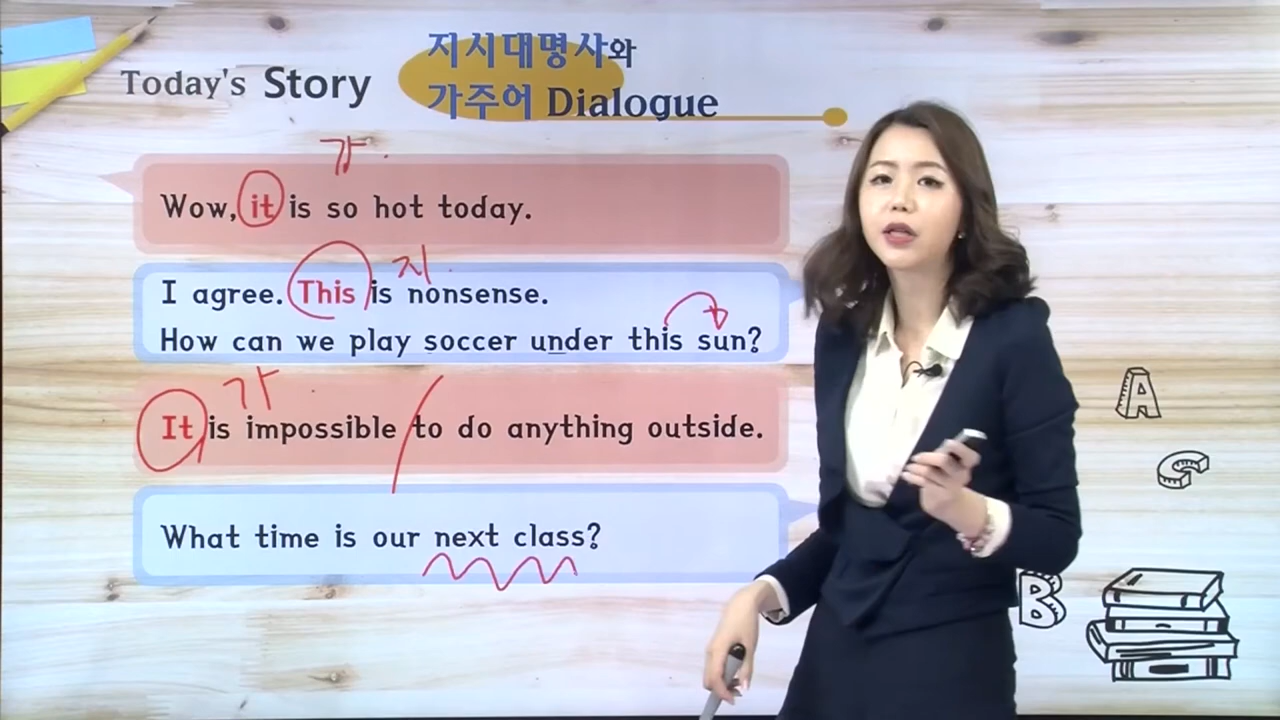 Today's Story
지시대명사와
가주어 Dialogue
가
Wow, it is so hot today.
지
I agree. This is nonsense.
How can we play soccer under this sun?
가
It is impossible to do anything outside.
What time is our next class?
A
C
B